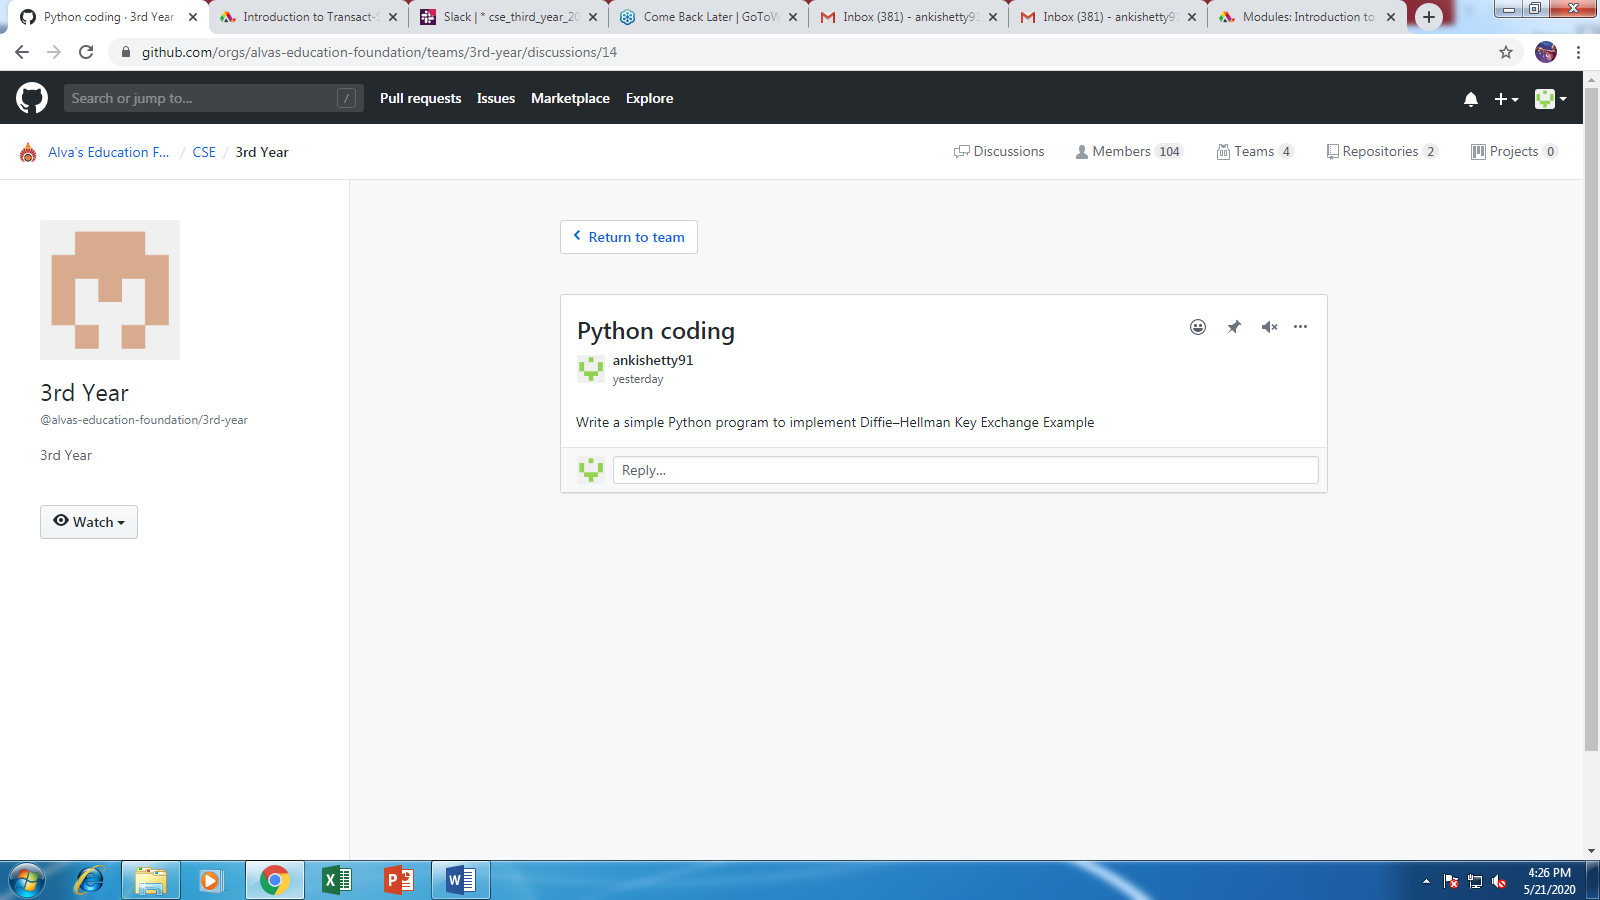 Python coding · 3rd Year
Introduction to Transact-S
Slack | * cse_third_year_20
Come Back Later | GoToW
Inbox (381) - ankishetty91
Inbox (381) - ankishetty91
Modules: Introduction to
github.com/orgs/alvas-education-foundation/teams/3rd-year/discussions/14
Search or jump to... /
Pull requests
Issues
Marketplace
Explore
Alva's Education F... / CSE / 3rd Year
Discussions
Members 104
Teams 4
Repositories 2
Projects 0
Return to team
Python coding
ankishetty91
yesterday
Write a simple Python program to implement Diffie–Hellman Key Exchange Example
Reply...
3rd Year
@alvas-education-foundation/3rd-year
3rd Year
Watch
4:26 PM
5/21/2020